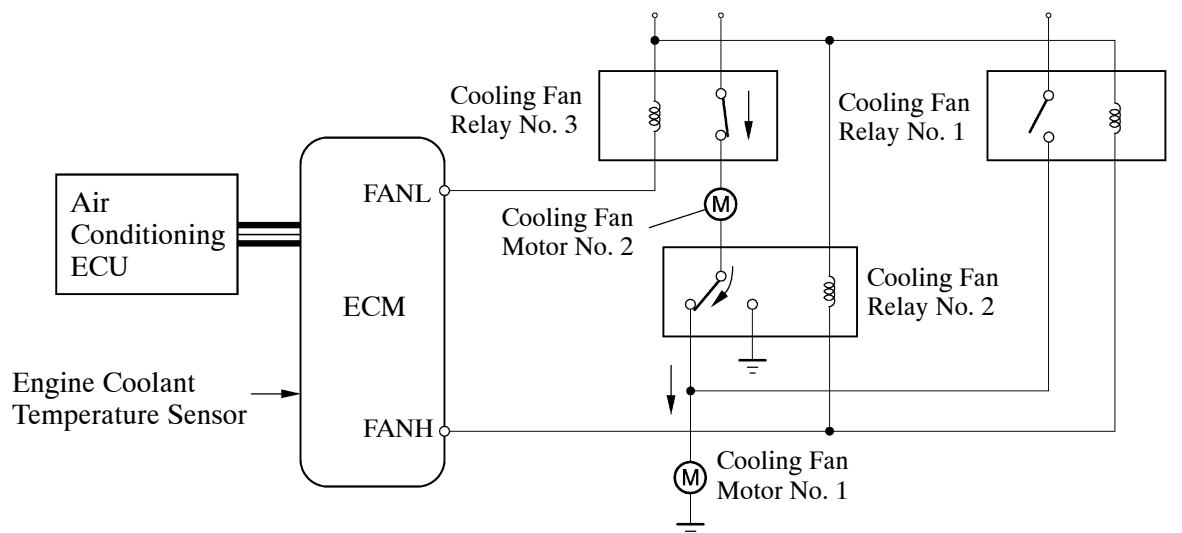 Cooling Fan
Relay No. 3
Cooling Fan
Relay No. 1
Air
Conditioning
ECU
FANL
M
Cooling Fan
Motor No. 2
ECM
Cooling Fan
Relay No. 2
Engine Coolant
Temperature Sensor
FANH
M
Cooling Fan
Motor No. 1